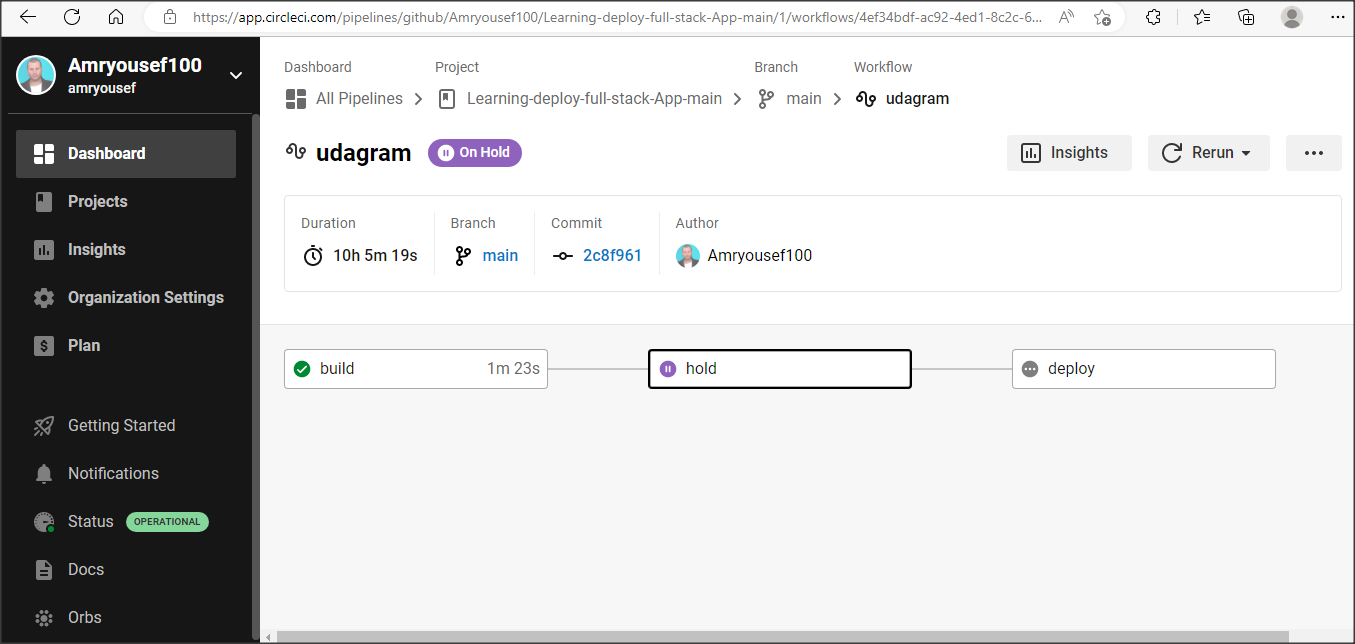 https://app.circleci.com/pipelines/github/Amryousef100/Learning-deploy-full-stack-App-main/1/workflows/4ef34bdf-ac92-4ed1-8c2c-6...
Amryousef100
amryousef
Dashboard
Projects
Insights
Organization Settings
Plan
Getting Started
Notifications
Status OPERATIONAL
Docs
Orbs
Dashboard Project Branch Workflow
All Pipelines Learning-deploy-full-stack-App-main main udagram
udagram On Hold Insights Rerun
Duration Branch Commit Author
10h 5m 19s main 2c8f961 Amryousef100
build 1m 23s hold deploy